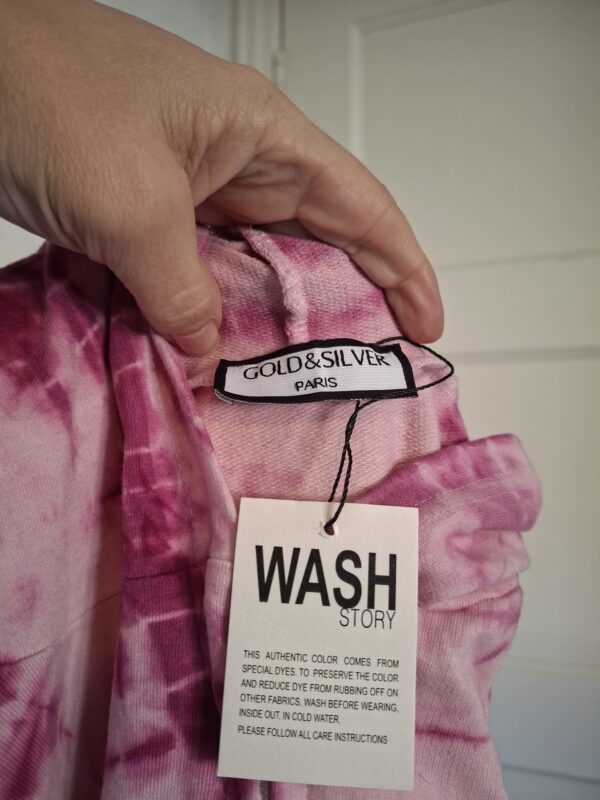 GOLD&SILVER
PARIS
WASH
STORY
THIS AUTHENTIC COLOR COMES FROM
SPECIAL DYES. TO PRESERVE THE COLOR
AND REDUCE DYE FROM RUBBING OFF ON
OTHER FABRICS, WASH BEFORE WEARING,
INSIDE OUT, IN COLD WATER.
PLEASE FOLLOW ALL CARE INSTRUCTIONS